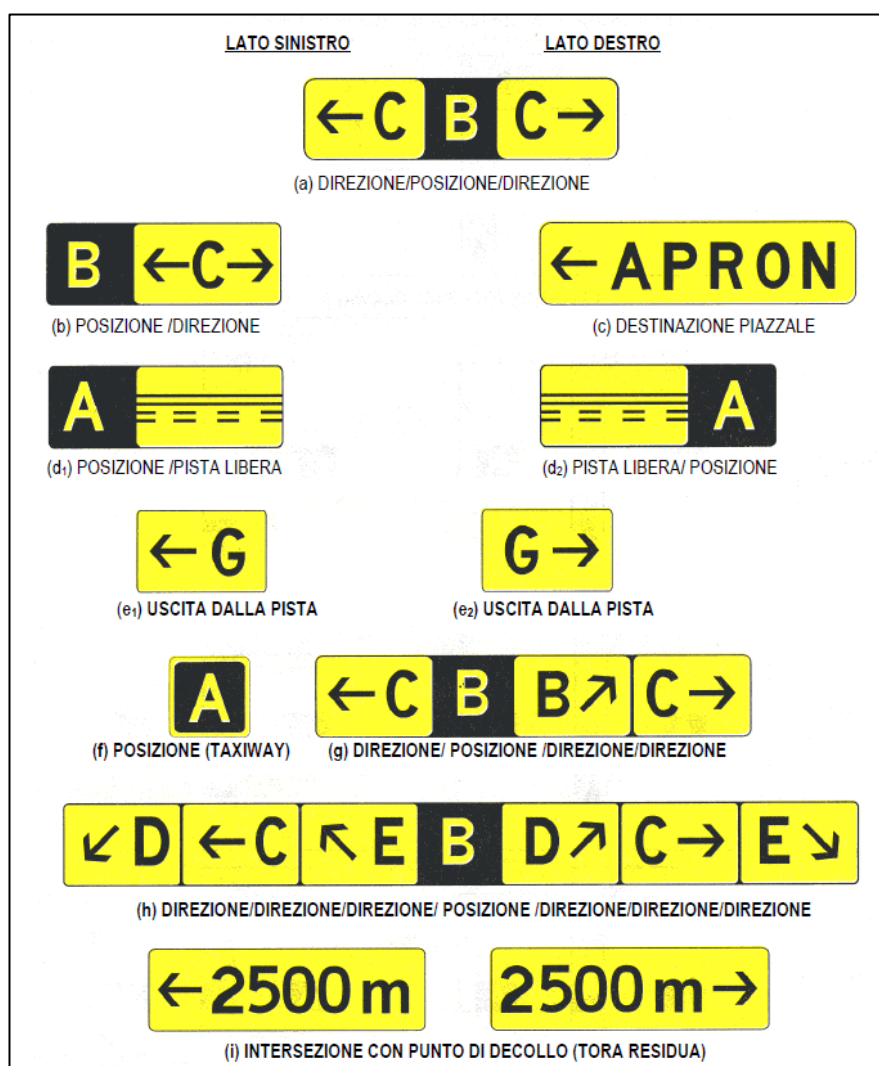 LATO SINISTRO LATO DESTRO
←C B C→
(a) DIREZIONE/POSIZIONE/DIREZIONE
B ←C→ ←APRON
(b) POSIZIONE /DIREZIONE (c) DESTINAZIONE PIAZZALE
A A
(d₁) POSIZIONE /PISTA LIBERA (d₂) PISTA LIBERA/ POSIZIONE
←G G→
(e₁) USCITA DALLA PISTA (e₂) USCITA DALLA PISTA
A ←C B B↗ C→
(f) POSIZIONE (TAXIWAY) (g) DIREZIONE/ POSIZIONE /DIREZIONE/DIREZIONE
↙D ←C ↖E B D↗ C→ E↘
(h) DIREZIONE/DIREZIONE/DIREZIONE/ POSIZIONE /DIREZIONE/DIREZIONE/DIREZIONE
←2500 m 2500 m→
(i) INTERSEZIONE CON PUNTO DI DECOLLO (TORA RESIDUA)